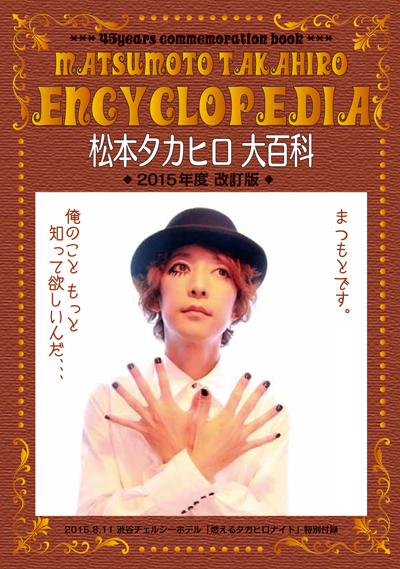 *** 45years commemoration book ***
MATSUMOTO TAKAHIRO
ENCYCLOPEDIA
松本タカヒロ 大百科
◆ 2015年度 改訂版 ◆
まつもとです。
俺のこと もっと
知って欲しいんだ、、、
2015.8.11 渋谷チェルシーホテル「燃えるタカヒロナイト」特別付録